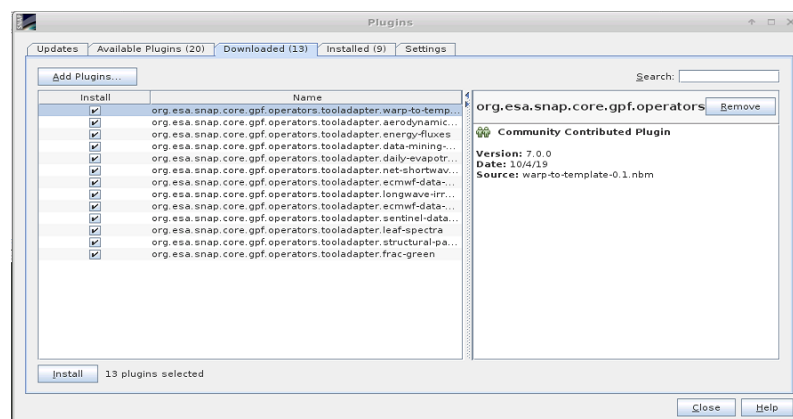 Plugins
Updates
Available Plugins (20)
Downloaded (13)
Installed (9)
Settings
Add Plugins...
Search:
Install
Name
org.esa.snap.core.gpf.operators.tooladapter.warp-to-temp...
org.esa.snap.core.gpf.operators.tooladapter.aerodynamic...
org.esa.snap.core.gpf.operators.tooladapter.energy-fluxes
org.esa.snap.core.gpf.operators.tooladapter.data-mining-...
org.esa.snap.core.gpf.operators.tooladapter.daily-evapotr...
org.esa.snap.core.gpf.operators.tooladapter.net-shortwav...
org.esa.snap.core.gpf.operators.tooladapter.ecmwf-data-...
org.esa.snap.core.gpf.operators.tooladapter.longwave-irr...
org.esa.snap.core.gpf.operators.tooladapter.ecmwf-data-...
org.esa.snap.core.gpf.operators.tooladapter.sentinel-data...
org.esa.snap.core.gpf.operators.tooladapter.leaf-spectra
org.esa.snap.core.gpf.operators.tooladapter.structural-pa...
org.esa.snap.core.gpf.operators.tooladapter.frac-green
org.esa.snap.core.gpf.operators
Remove
Community Contributed Plugin
Version: 7.0.0
Date: 10/4/19
Source: warp-to-template-0.1.nbm
Install
13 plugins selected
Close
Help